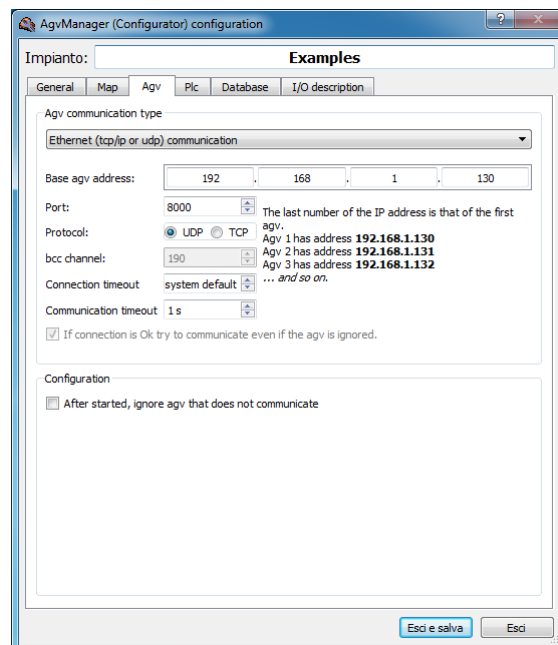 AgvManager (Configurator) configuration
?
Impianto: Examples
General Map Agv Plc Database I/O description
Agv communication type
Ethernet (tcp/ip or udp) communication
Base agv address: 192 . 168 . 1 . 130
Port: 8000
The last number of the IP address is that of the first
agv.
Protocol: UDP TCP
Agv 1 has address 192.168.1.130
Agv 2 has address 192.168.1.131
bcc channel: 190
Agv 3 has address 192.168.1.132
... and so on.
Connection timeout system default
Communication timeout 1 s
If connection is Ok try to communicate even if the agv is ignored.
Configuration
After started, ignore agv that does not communicate
Esci e salva Esci